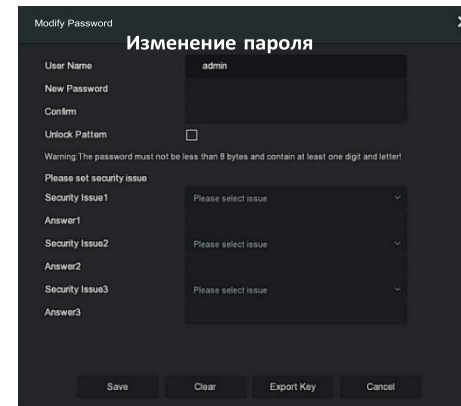 Modify Password
Изменение пароля
User Name admin
New Password
Confirm
Unlock Pattern
Warning:The password must not be less than 8 bytes and contain at least one digit and letter!
Please set security issue
Security Issue1 Please select issue
Answer1
Security Issue2 Please select issue
Answer2
Security Issue3 Please select issue
Answer3
Save Clear Export Key Cancel